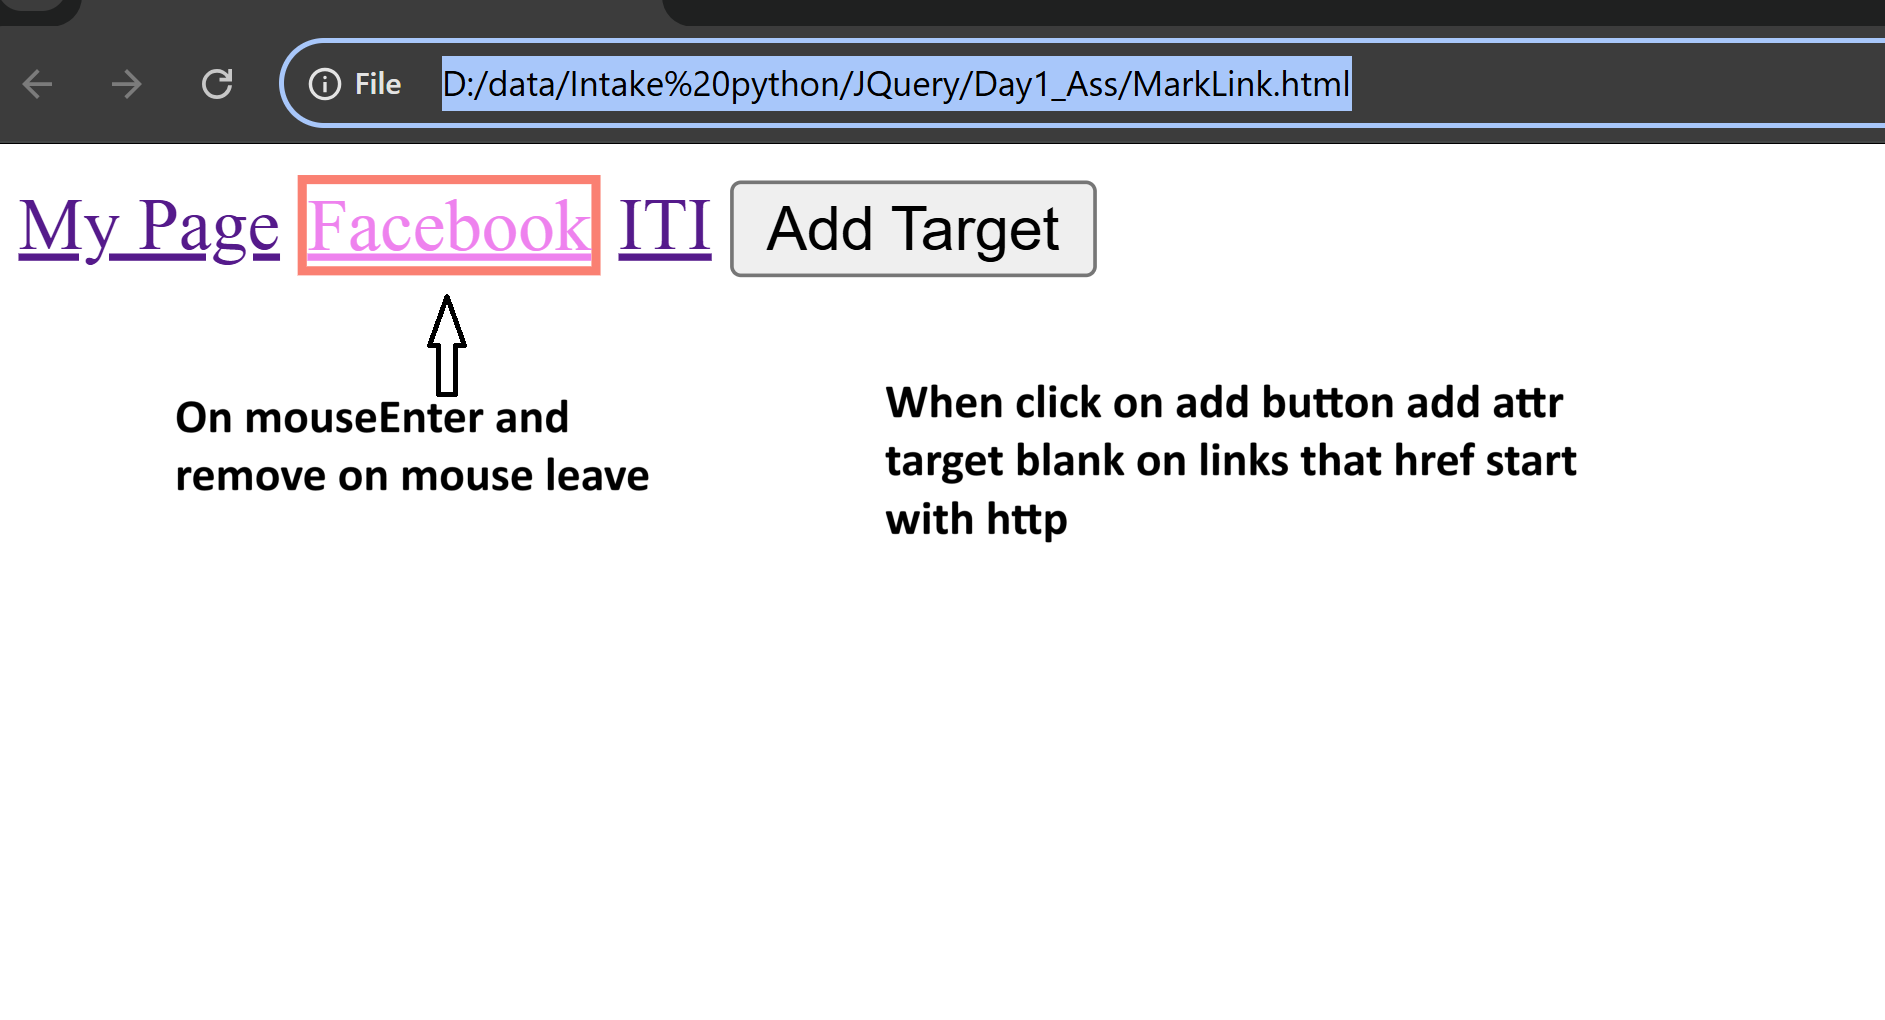 File D:/data/Intake%20python/JQuery/Day1_Ass/MarkLink.html
My Page Facebook ITI Add Target
On mouseEnter and
remove on mouse leave
When click on add button add attr
target blank on links that href start
with http